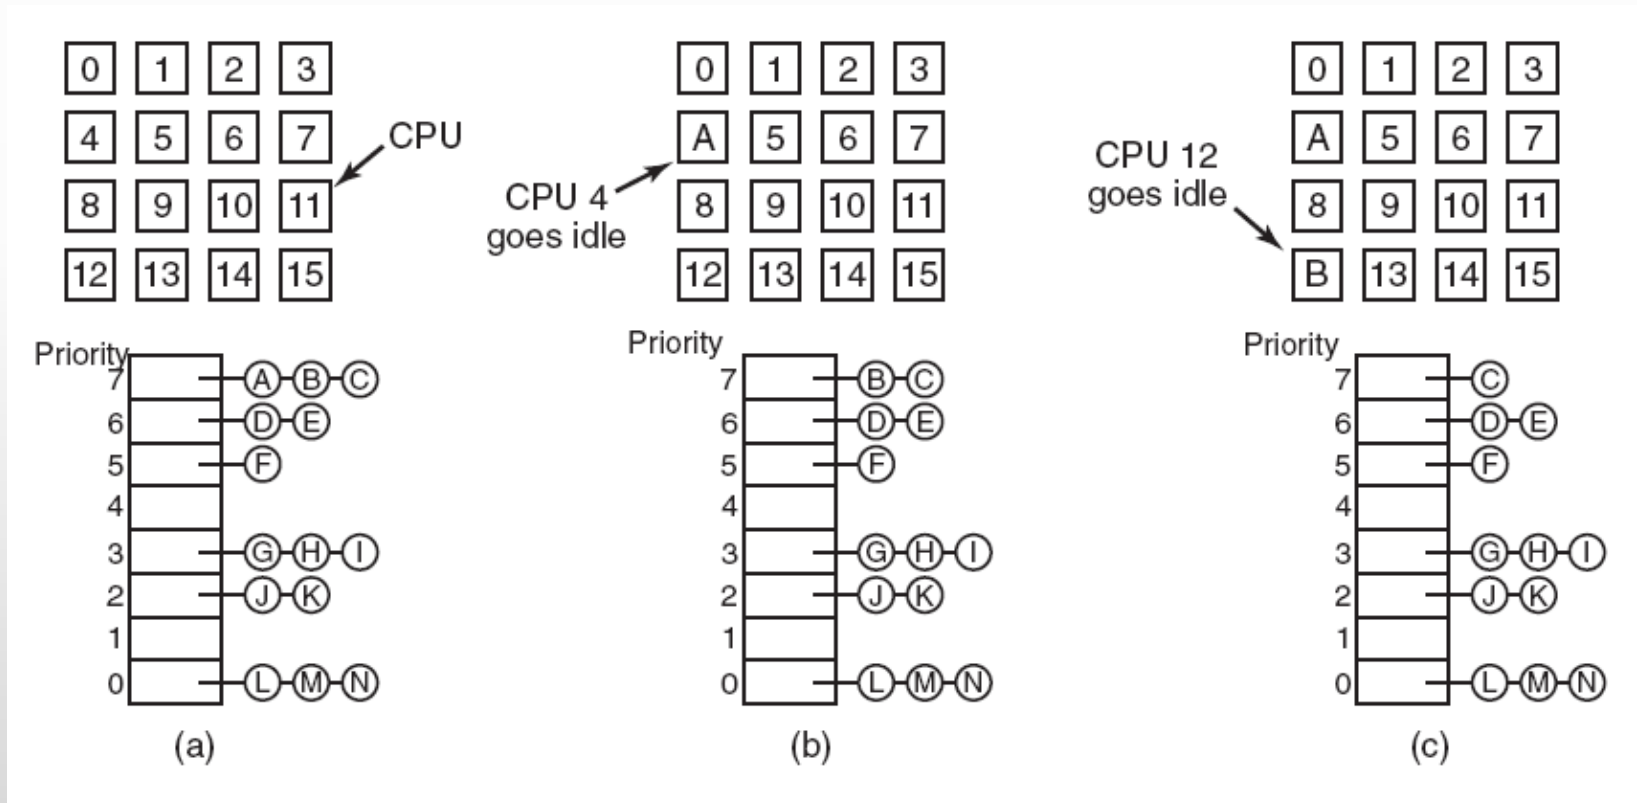 0 1 2 3
4 5 6 7
8 9 10 11
12 13 14 15
CPU
Priority
7 A B C
6 D E
5 F
4
3 G H I
2 J K
1
0 L M N
(a)
0 1 2 3
A 5 6 7
8 9 10 11
12 13 14 15
CPU 4
goes idle
Priority
7 B C
6 D E
5 F
4
3 G H I
2 J K
1
0 L M N
(b)
0 1 2 3
A 5 6 7
8 9 10 11
B 13 14 15
CPU 12
goes idle
Priority
7 C
6 D E
5 F
4
3 G H I
2 J K
1
0 L M N
(c)